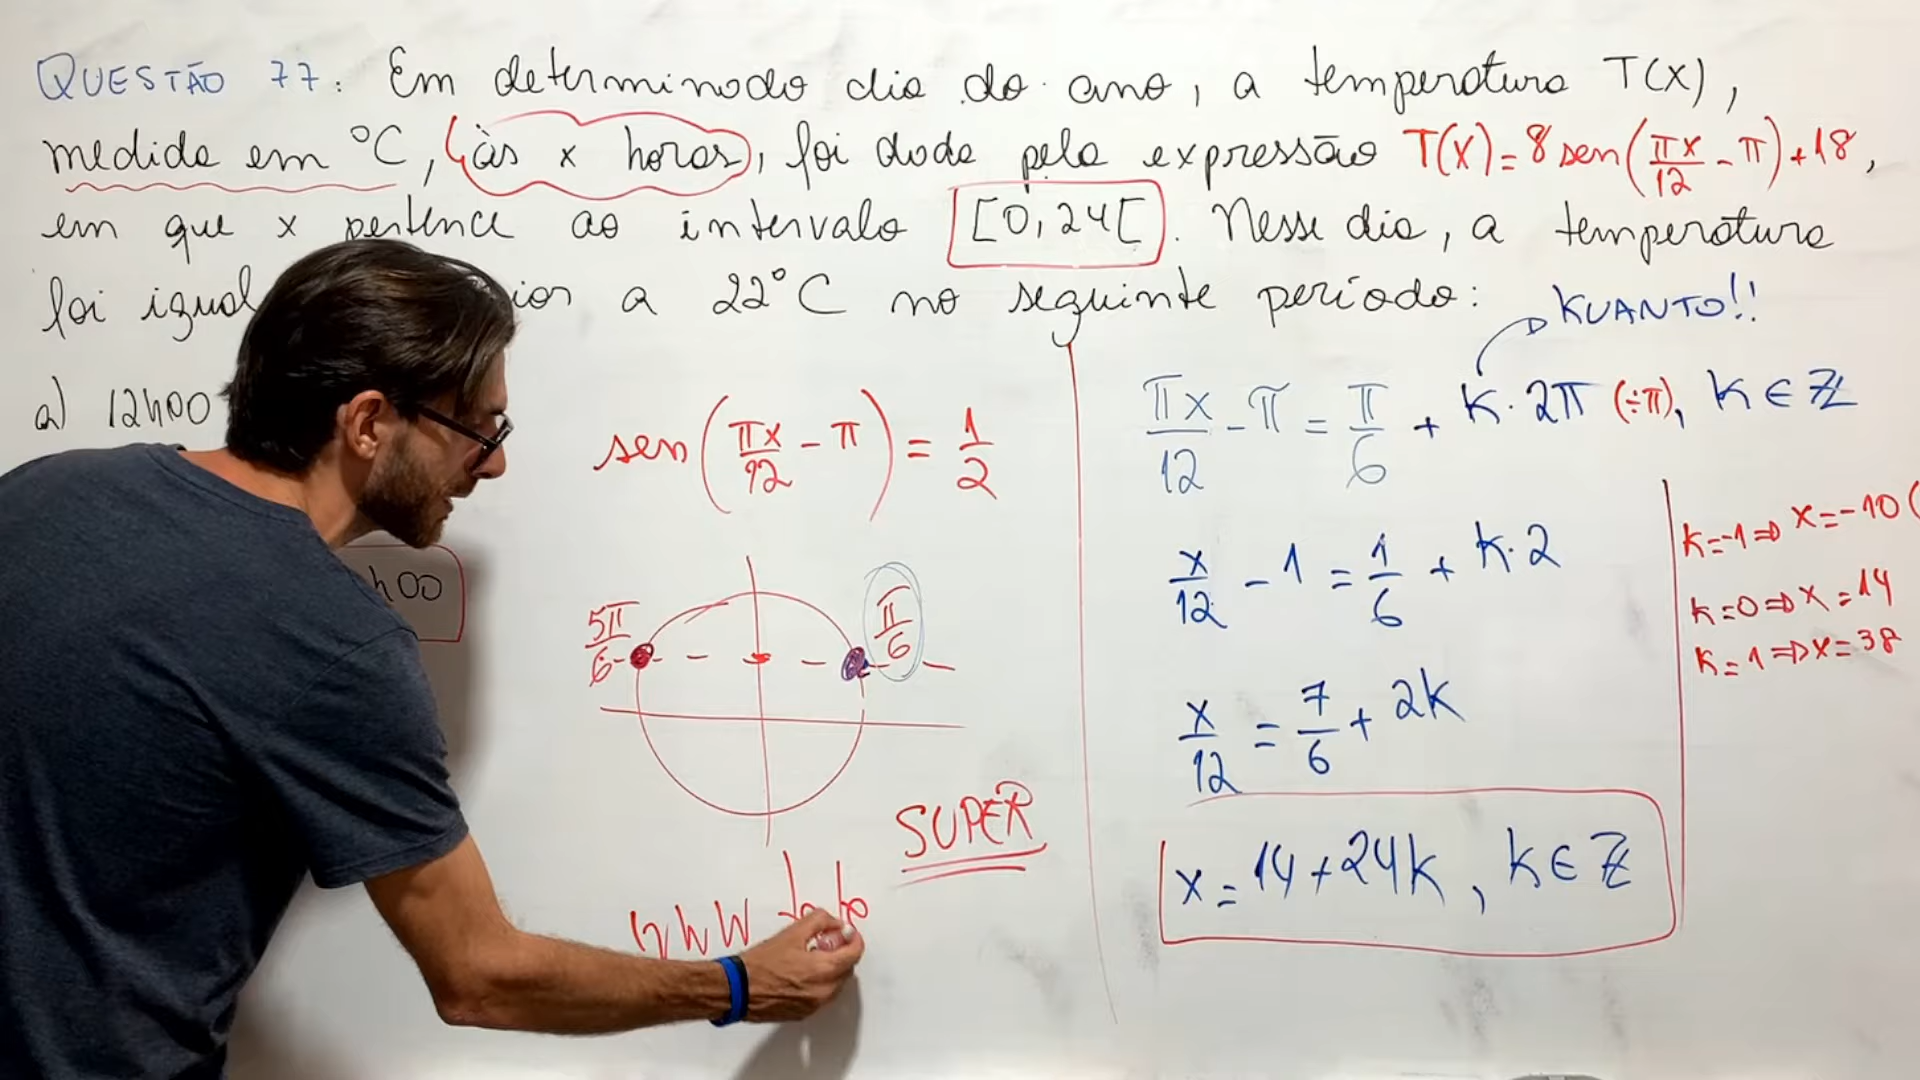 QUESTÃO 77. Em determinado dia do ano, a temperatura T(x),
medida em °C, (às x horas), foi dada pela expressão T(x)=8sen(πx/12 - π)+18,
em que x pertence ao intervalo [0,24[. Nesse dia, a temperatura
foi igual a 22°C no seguinte período:
KUANTO!!
a) 12h00
h00
sen(πx/12 - π) = 1/2
5π/6
π/6
SUPER
πx/12 - π = π/6 + K·2π (÷π), K ∈ ℤ
x/12 - 1 = 1/6 + K·2
x/12 = 7/6 + 2K
x = 14+24K, K ∈ ℤ
K=-1 ⇒ x=-10 (
K=0 ⇒ x=14
K=1 ⇒ x=38